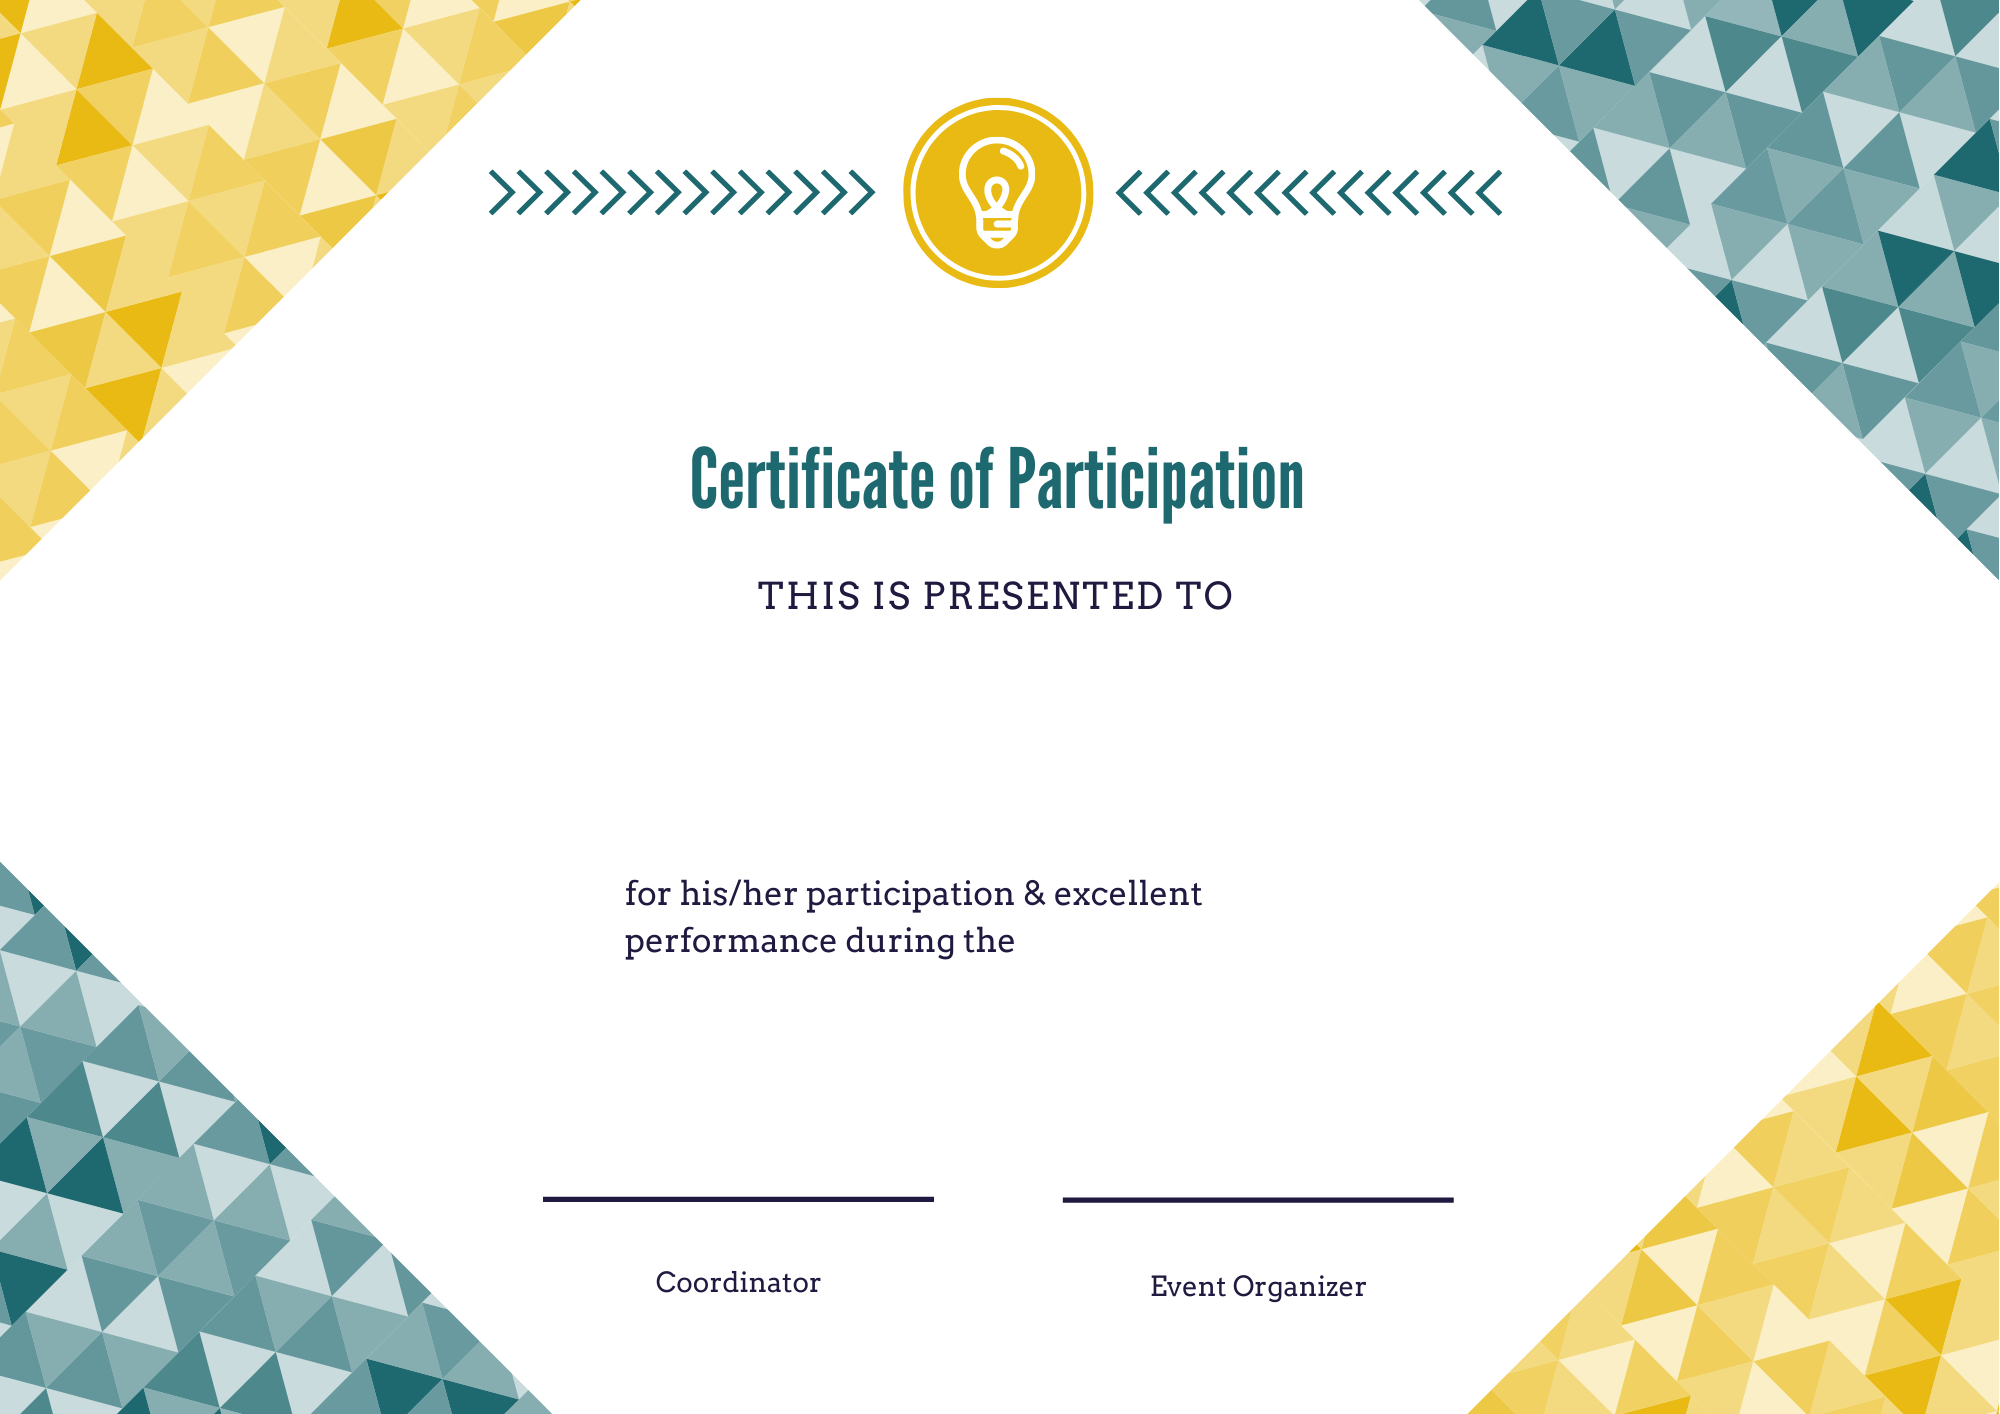 Certificate of Participation
THIS IS PRESENTED TO
for his/her participation & excellent
performance during the
Coordinator
Event Organizer